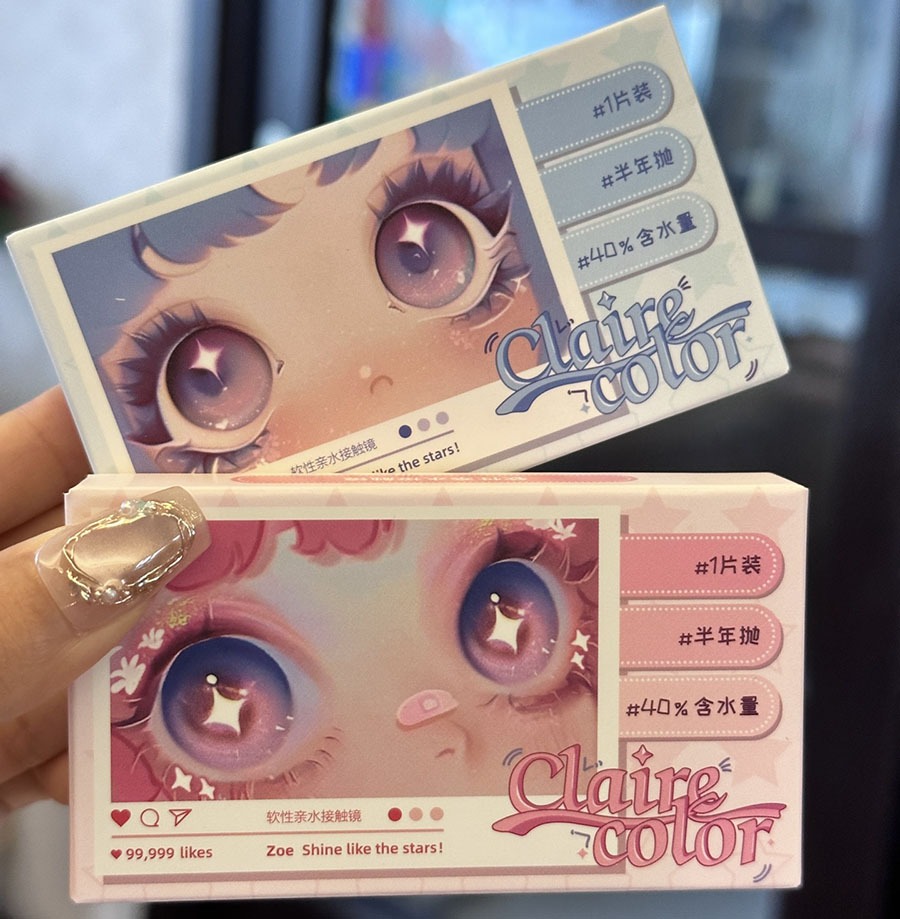 #1片装
#半年抛
#40%含水量
Claire
color
软性亲水接触镜
like the stars!
#1片装
#半年抛
#40%含水量
Claire
color
软性亲水接触镜
99,999 likes
Zoe Shine like the stars!